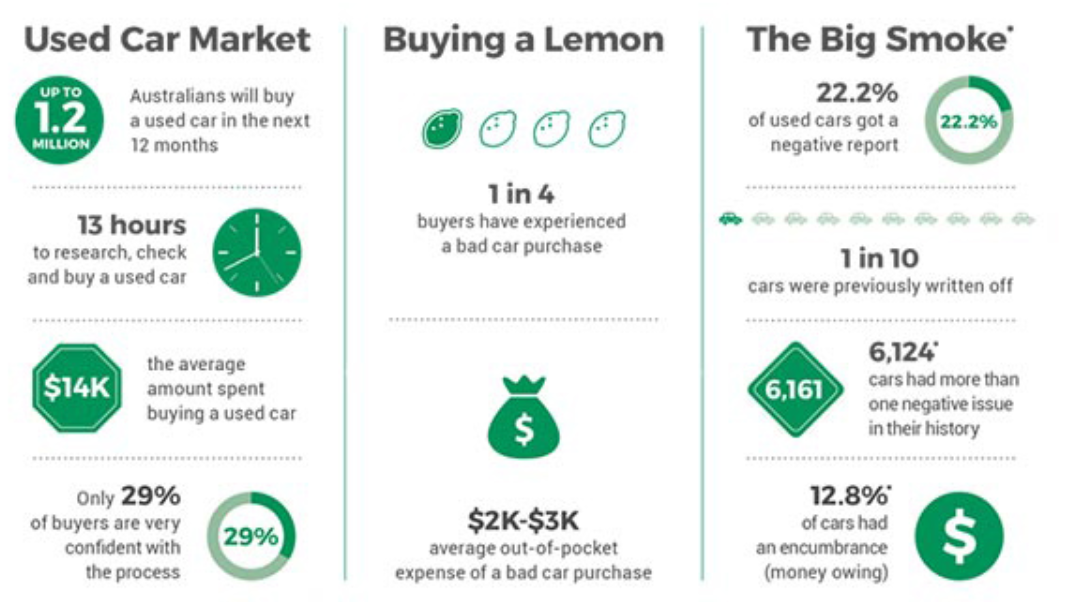 Used Car Market
UP TO
1.2
MILLION
Australians will buy
a used car in the next
12 months
13 hours
to research, check
and buy a used car
$14K
the average
amount spent
buying a used car
Only 29%
of buyers are very
confident with
the process
29%
Buying a Lemon
1 in 4
buyers have experienced
a bad car purchase
$
$2K-$3K
average out-of-pocket
expense of a bad car purchase
The Big Smoke*
22.2%
of used cars got a
negative report
22.2%
1 in 10
cars were previously written off
6,161
6,124*
cars had more than
one negative issue
in their history
12.8%*
of cars had
an encumbrance
(money owing)
$